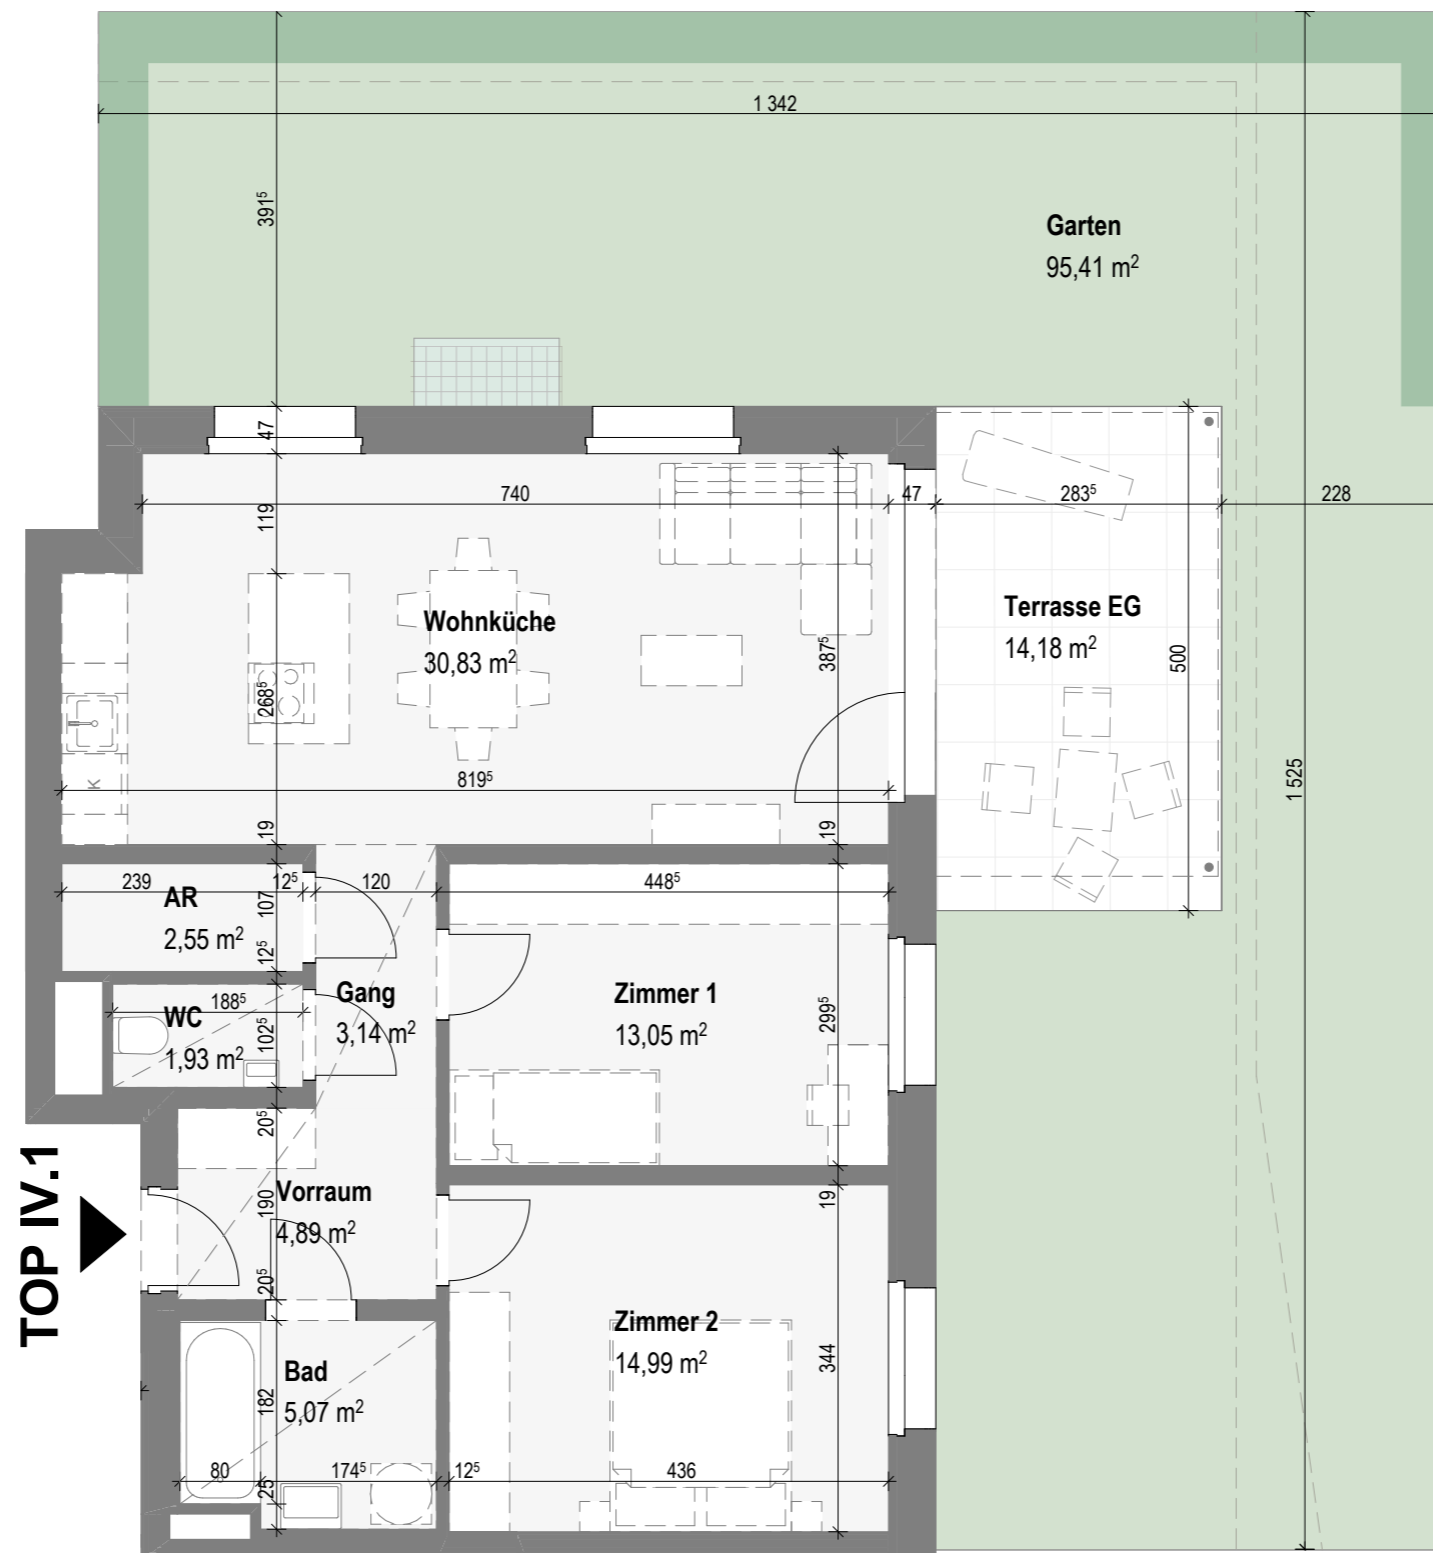 1 342
391⁵
Garten
95,41 m²
47
740
47
283⁵
228
119
Wohnküche
30,83 m²
Terrasse EG
14,18 m²
387⁵
500
268⁵
K
819⁵
1 525
19
19
239
AR
2,55 m²
12⁵
107
12⁵
120
448⁵
WC
1,93 m²
188⁵
102⁵
Gang
3,14 m²
Zimmer 1
13,05 m²
299⁵
20⁵
TOP IV.1
Vorraum
4,89 m²
190
20⁵
19
Zimmer 2
14,99 m²
344
Bad
5,07 m²
182
80
174⁵
12⁵
436
25